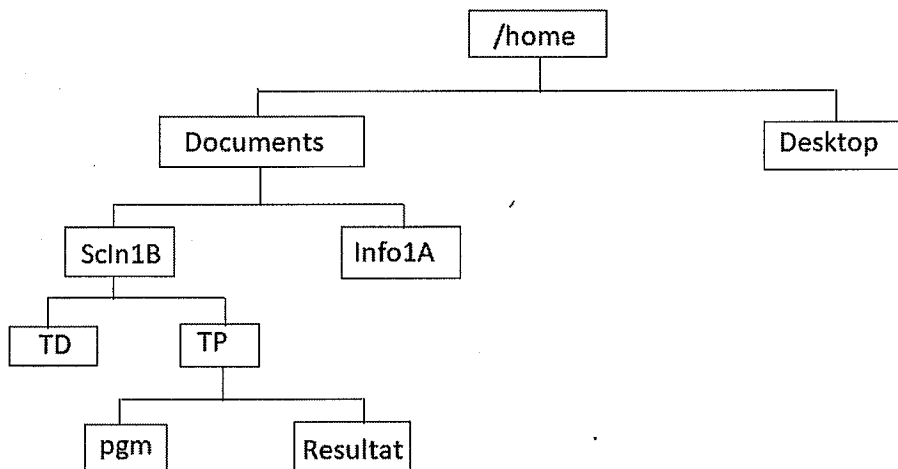 /home
Documents
Desktop
ScIn1B
Info1A
TD
TP
pgm
Resultat